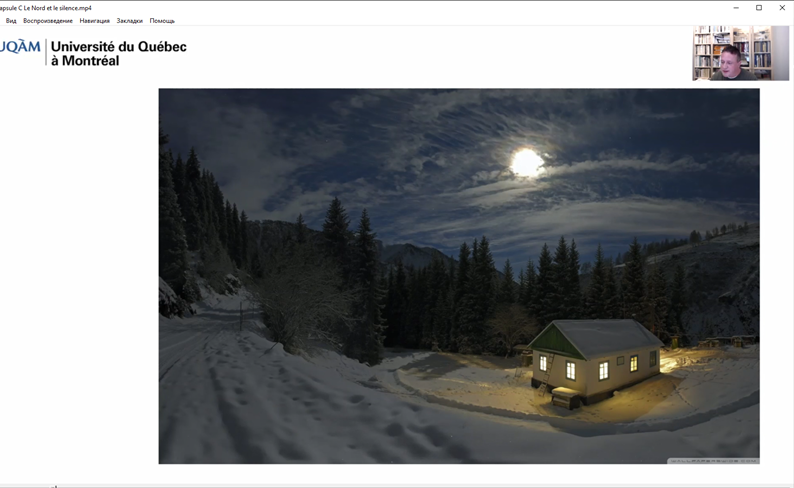 apsule C Le Nord et le silence.mp4
Вид Воспроизведение Навигация Закладки Помощь
UQÀM
Université du Québec
à Montréal